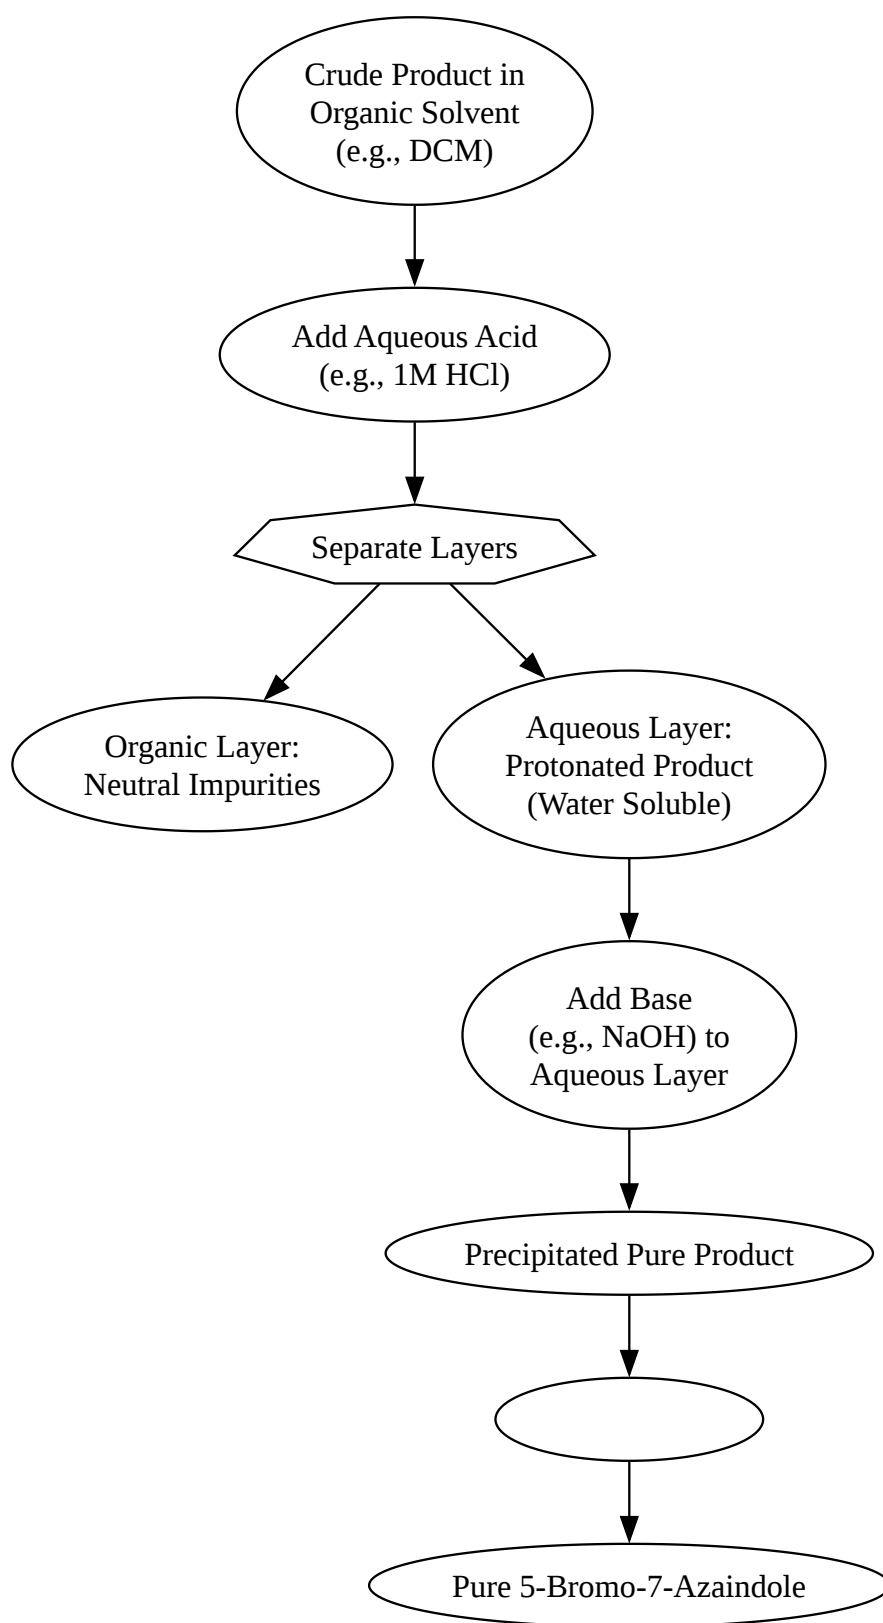 Crude Product in
Organic Solvent
(e.g., DCM)
Add Aqueous Acid
(e.g., 1M HCl)
Separate Layers
Organic Layer:
Neutral Impurities
Aqueous Layer:
Protonated Product
(Water Soluble)
Add Base
(e.g., NaOH) to
Aqueous Layer
Precipitated Pure Product
Pure 5-Bromo-7-Azaindole